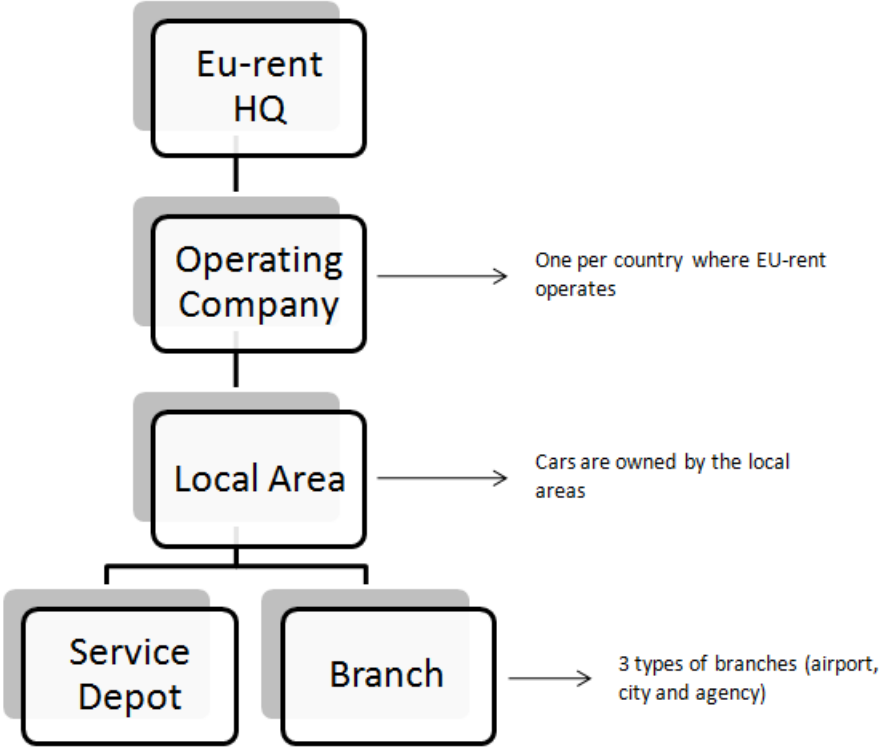 Eu-rent
HQ
Operating
Company
One per country where EU-rent
operates
Local Area
Cars are owned by the local
areas
Service
Depot
Branch
3 types of branches (airport,
city and agency)